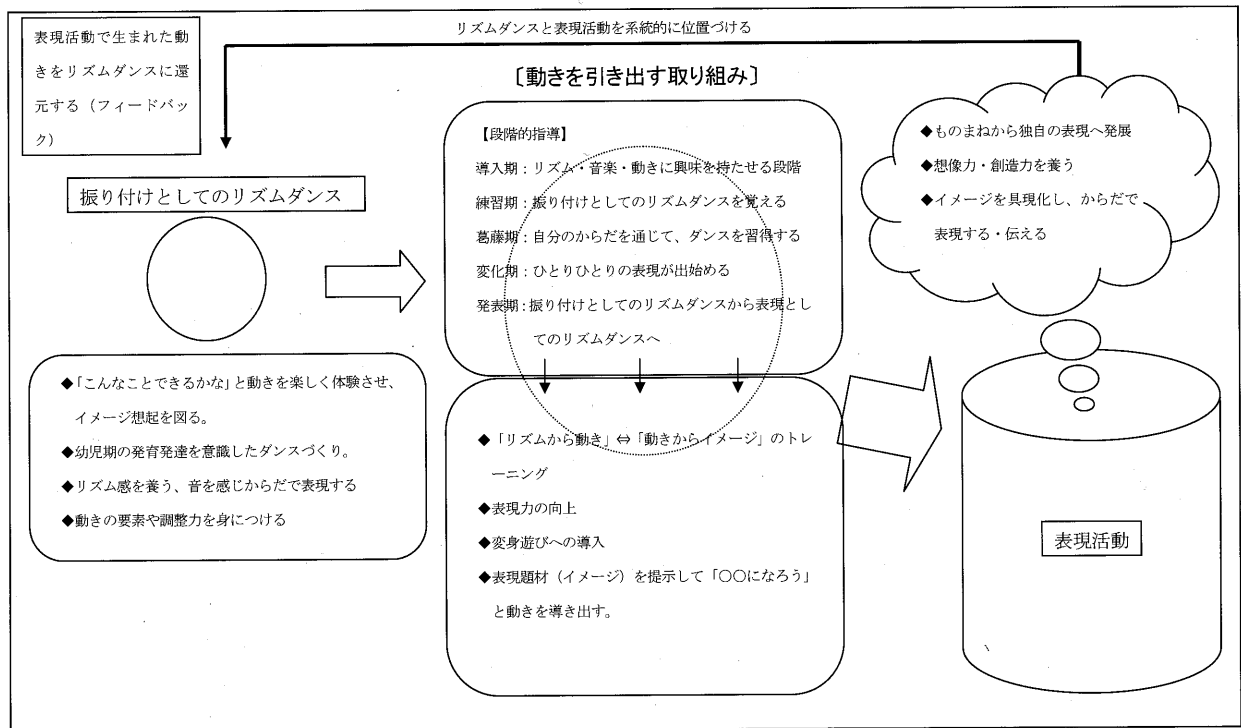 リズムダンスと表現活動を系統的に位置づける
表現活動で生まれた動
きをリズムダンスに還
元する（フィードバッ
ク）
振り付けとしてのリズムダンス
◆「こんなことできるかな」と動きを楽しく体験させ、
イメージ想起を図る。
◆幼児期の発育発達を意識したダンスづくり。
◆リズム感を養う、音を感じからだで表現する
◆動きの要素や調整力を身につける
〔動きを引き出す取り組み〕
【段階的指導】
導入期：リズム・音楽・動きに興味を持たせる段階
練習期：振り付けとしてのリズムダンスを覚える
葛藤期：自分のからだを通じて、ダンスを習得する
変化期：ひとりひとりの表現が出始める
発表期：振り付けとしてのリズムダンスから表現とし
てのリズムダンスへ
◆「リズムから動き」⇔「動きからイメージ」のトレ
ーニング
◆表現力の向上
◆変身遊びへの導入
◆表現題材（イメージ）を提示して「〇〇になろう」
と動きを導き出す。
◆ものまねから独自の表現へ発展
◆想像力・創造力を養う
◆イメージを具現化し、からだで
表現する・伝える
表現活動